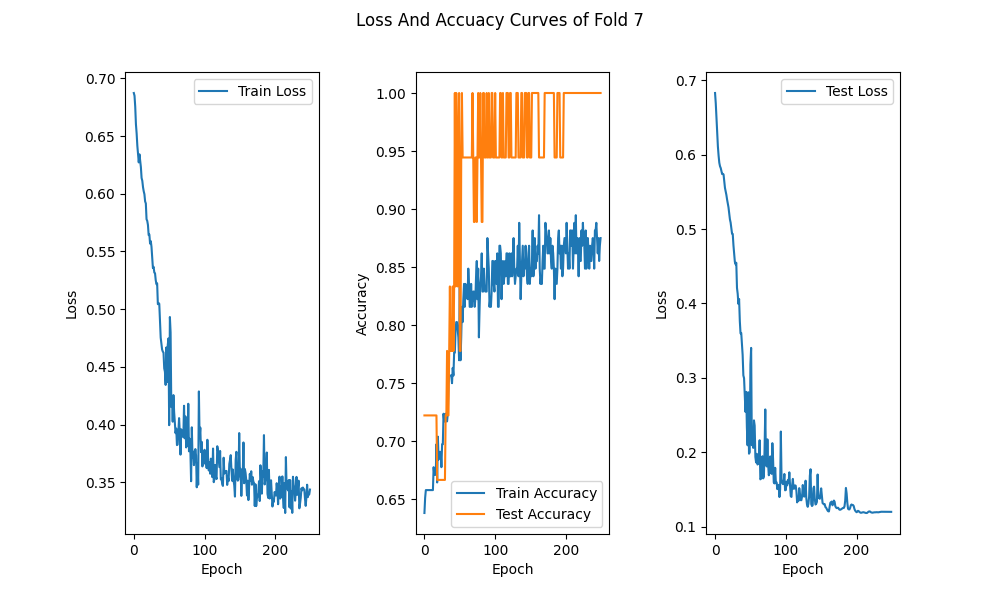 Loss And Accuacy Curves of Fold 7
Train Loss
0.70
0.65
0.60
0.55
0.50
0.45
0.40
0.35
Loss
0
100
200
Epoch
1.00
0.95
0.90
0.85
0.80
0.75
0.70
0.65
Accuracy
Train Accuracy
Test Accuracy
0
100
200
Epoch
Test Loss
0.7
0.6
0.5
0.4
0.3
0.2
0.1
Loss
0
100
200
Epoch